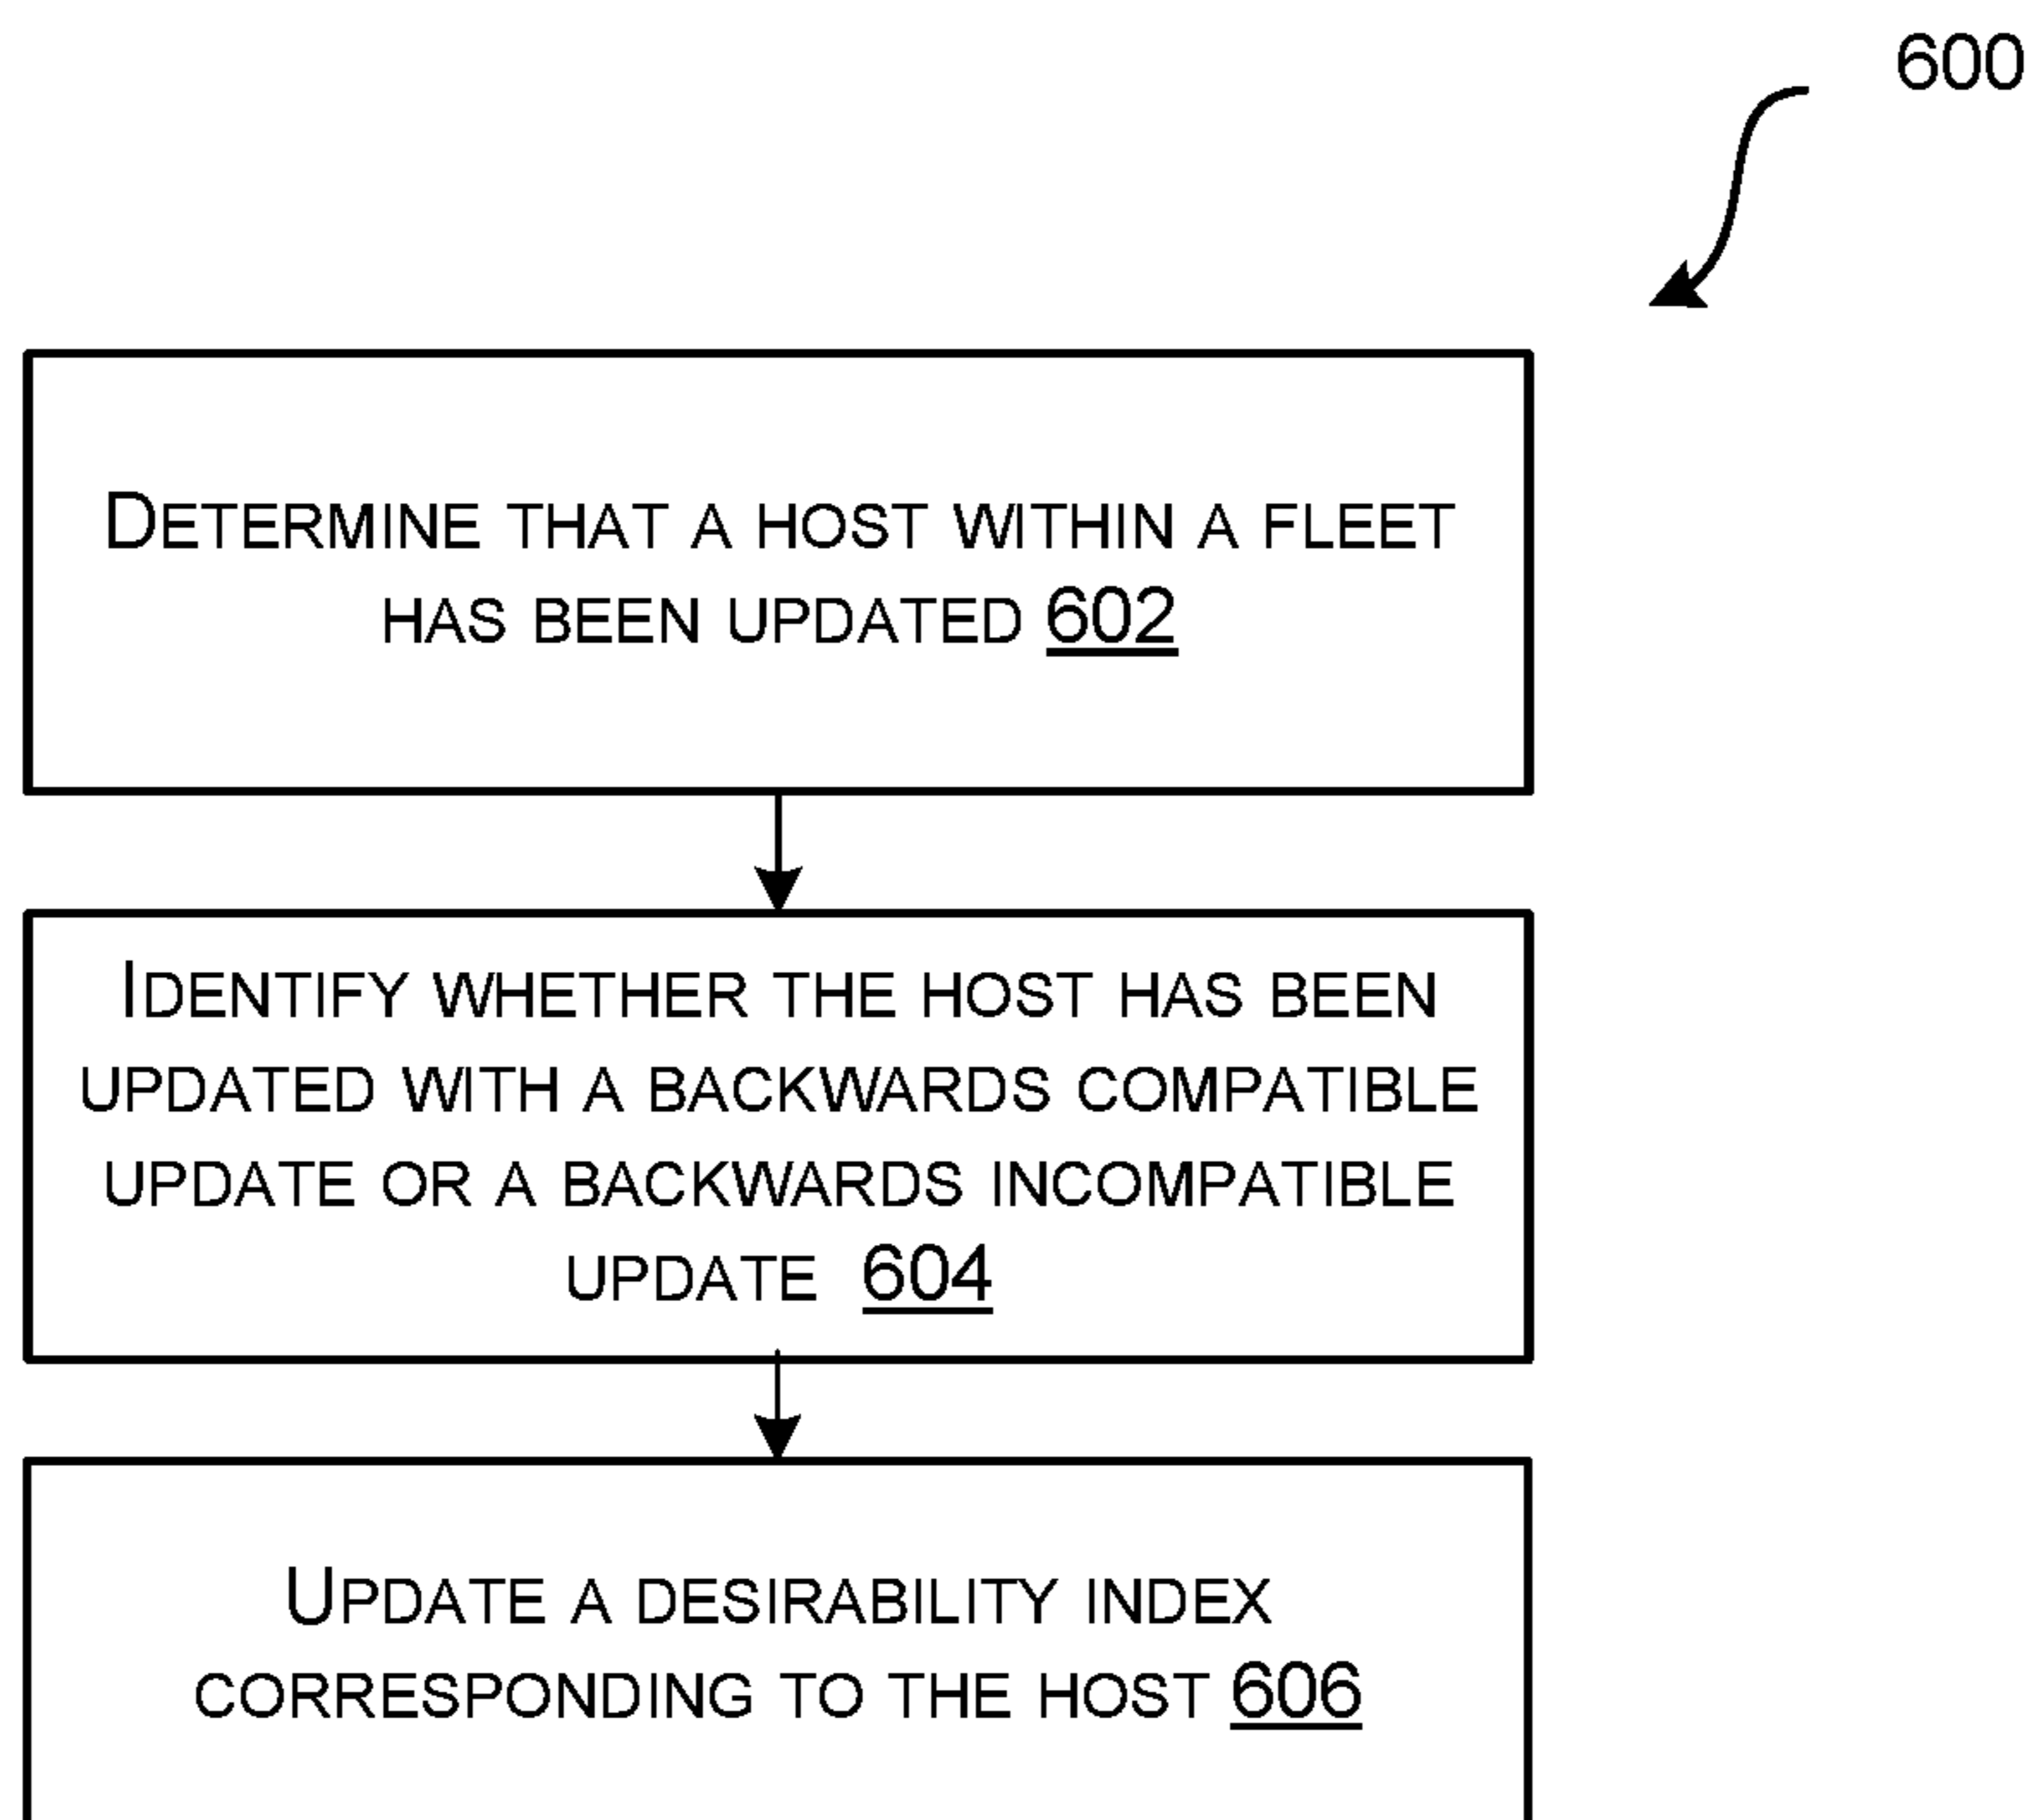 600
DETERMINE THAT A HOST WITHIN A FLEET
HAS BEEN UPDATED 602
IDENTIFY WHETHER THE HOST HAS BEEN
UPDATED WITH A BACKWARDS COMPATIBLE
UPDATE OR A BACKWARDS INCOMPATIBLE
UPDATE 604
UPDATE A DESIRABILITY INDEX
CORRESPONDING TO THE HOST 606